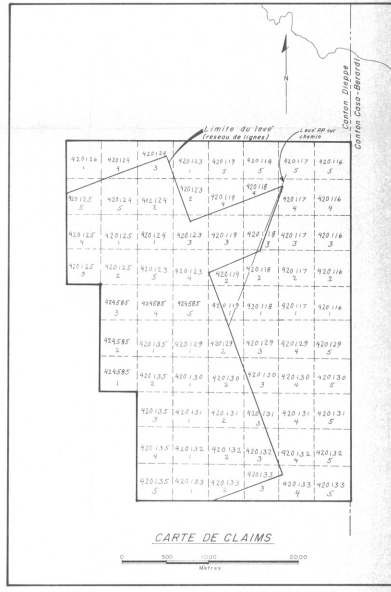 Canton Dieppe
Canton Casa-Berardi
N
Limite du levé
(reseau de lignes)
Levé PP sur
chemin
420126 420124 420124 420123 420119 420118 420117 420116
1 4 3 1 5 5 5 5
420123 420118
2 4
420125 420124 412424 420119 420117 420116
5 5 2 4 4 4
420125 420125 420124 420123 420119 420118 420117 420116
4 1 1 3 3 3 3 3
420125 420125 420123 420123 420119 420118 420117 420116
3 2 5 4 2 2 2 2
424585 424585 424585 420119 420118 420117 420116
3 4 5 1 1 1 1
424585 420135 420129 420129 420129 420129 420129
2 1 1 2 3 4 5
424585 420135 420130 420130 420130 420130 420130
1 2 1 2 3 4 5
420135 420131 420131 420131 420131 420131
3 1 2 3 4 5
420135 420132 420132 420132 420132 420132
4 1 2 3 4 5
420135 420133 420133 420133 420133 420133
5 1 2 3 4 5
CARTE DE CLAIMS
0 500 1000 2000
Mètres